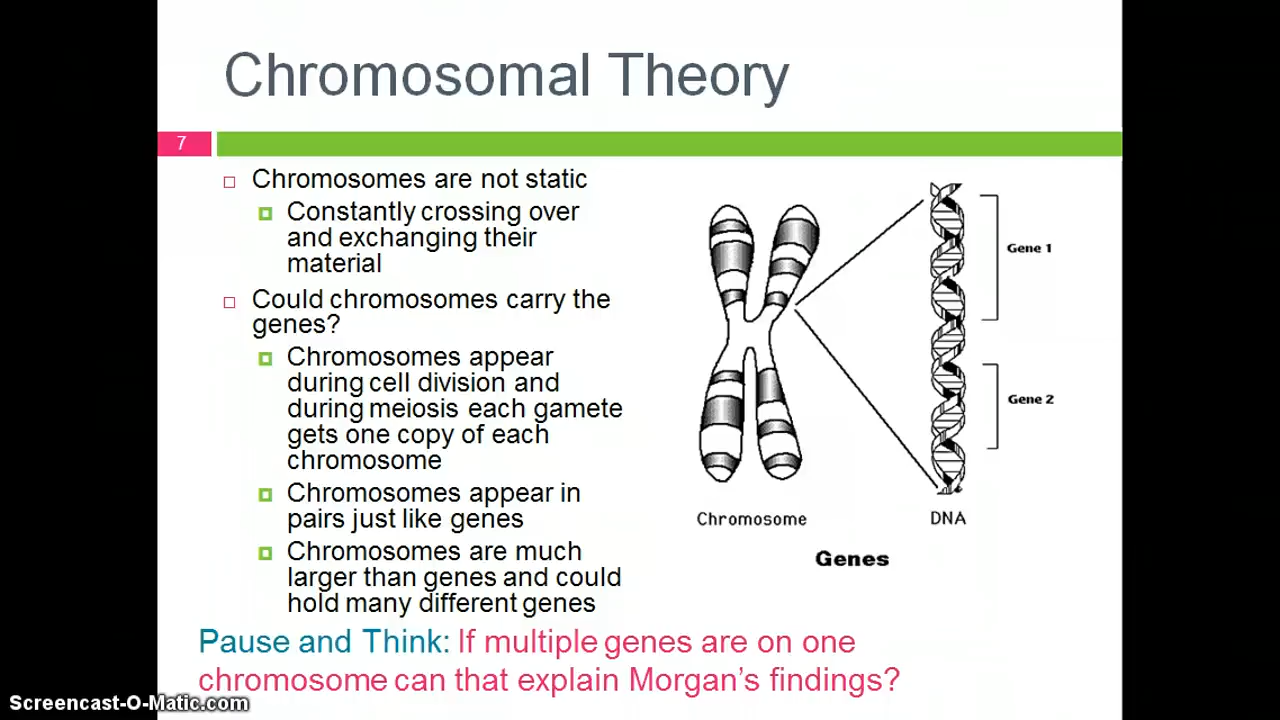 Chromosomal Theory
7
Chromosomes are not static
Constantly crossing over
and exchanging their
material
Could chromosomes carry the
genes?
Chromosomes appear
during cell division and
during meiosis each gamete
gets one copy of each
chromosome
Chromosomes appear in
pairs just like genes
Chromosomes are much
larger than genes and could
hold many different genes
Gene 1
Gene 2
Chromosome
DNA
Genes
Pause and Think: If multiple genes are on one
chromosome can that explain Morgan's findings?
Screencast-O-Matic.com